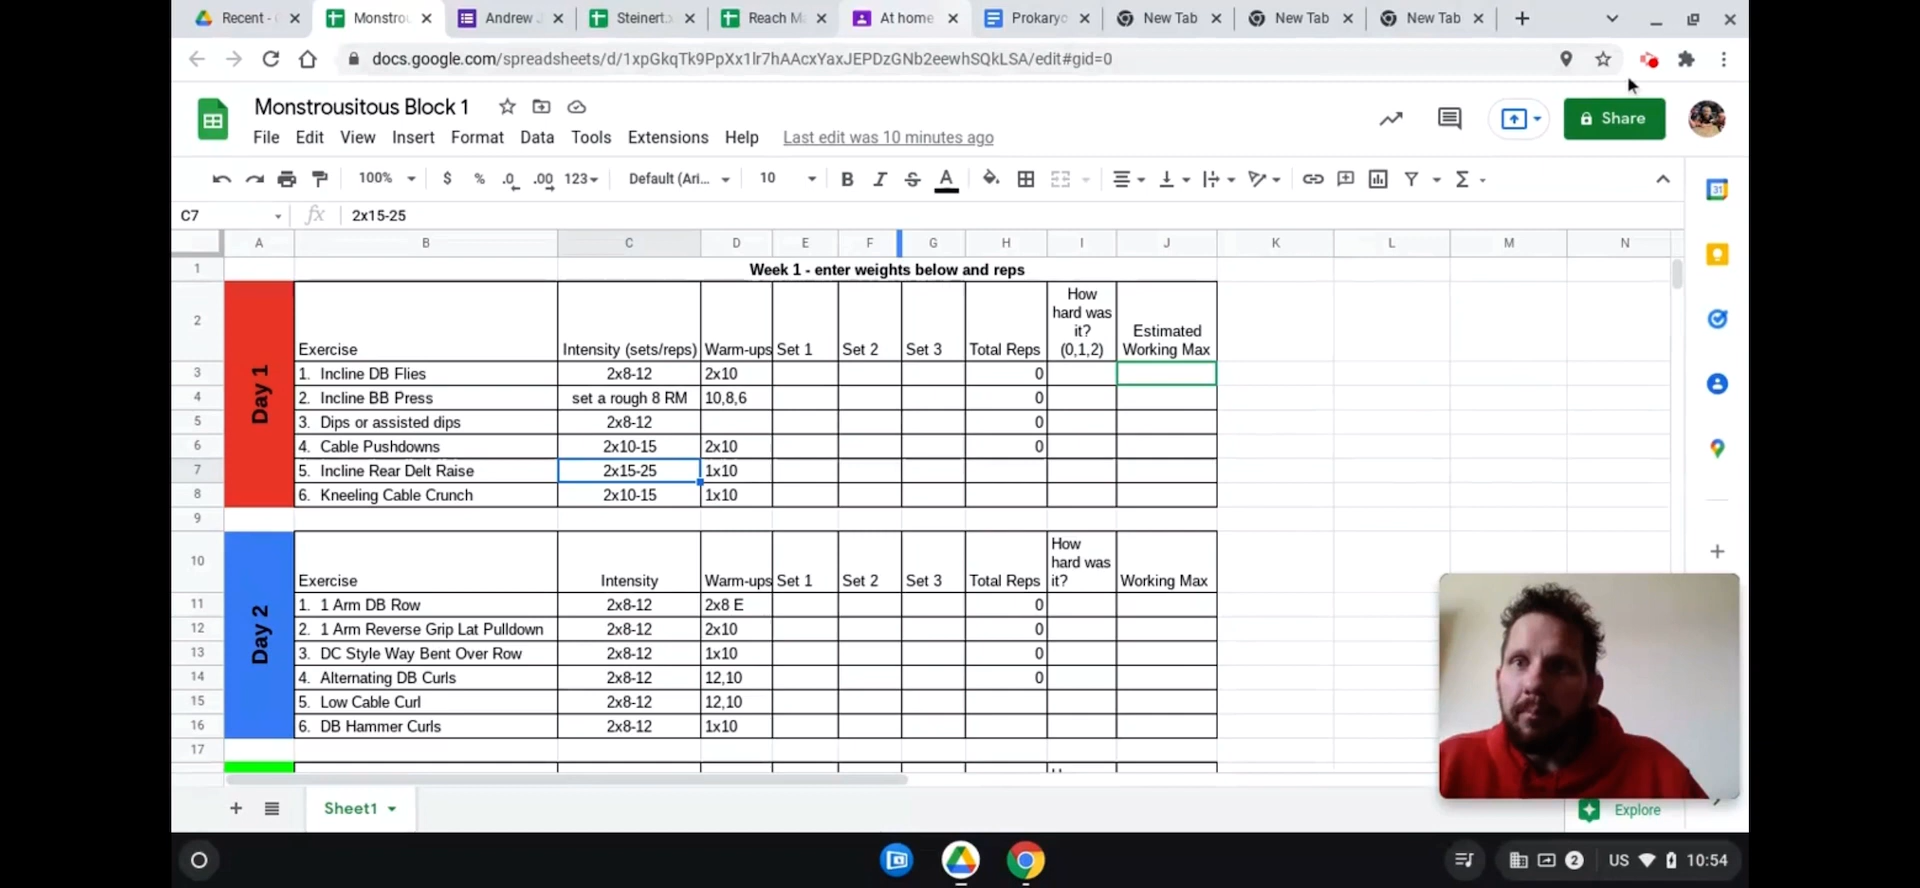 Recent -
Monstrou
Andrew
Steinert.x
Reach M
At home
Prokaryo
New Tab
New Tab
New Tab
docs.google.com/spreadsheets/d/1xpGkqTk9PpXx1lr7hAAcxYaxJEPDzGNb2eewhSQkLSA/edit#gid=0
Monstrousitous Block 1
File Edit View Insert Format Data Tools Extensions Help Last edit was 10 minutes ago
Share
100% $ % .0 .00 123 Default (Ari... 10 B I S A
31
C7 fx 2x15-25
A B C D E F G H I J K L M N
1 Week 1 - enter weights below and reps
Day 1
2 Exercise Intensity (sets/reps) Warm-ups Set 1 Set 2 Set 3 Total Reps How hard was it? (0,1,2) Estimated Working Max
3 1. Incline DB Flies 2x8-12 2x10 0
4 2. Incline BB Press set a rough 8 RM 10,8,6 0
5 3. Dips or assisted dips 2x8-12 0
6 4. Cable Pushdowns 2x10-15 2x10 0
7 5. Incline Rear Delt Raise 2x15-25 1x10
8 6. Kneeling Cable Crunch 2x10-15 1x10
9
Day 2
10 Exercise Intensity Warm-ups Set 1 Set 2 Set 3 Total Reps How hard was it? Working Max
11 1. 1 Arm DB Row 2x8-12 2x8 E 0
12 2. 1 Arm Reverse Grip Lat Pulldown 2x8-12 2x10 0
13 3. DC Style Way Bent Over Row 2x8-12 1x10 0
14 4. Alternating DB Curls 2x8-12 12,10 0
15 5. Low Cable Curl 2x8-12 12,10
16 6. DB Hammer Curls 2x8-12 1x10
17
Sheet1
Explore
2 US 10:54